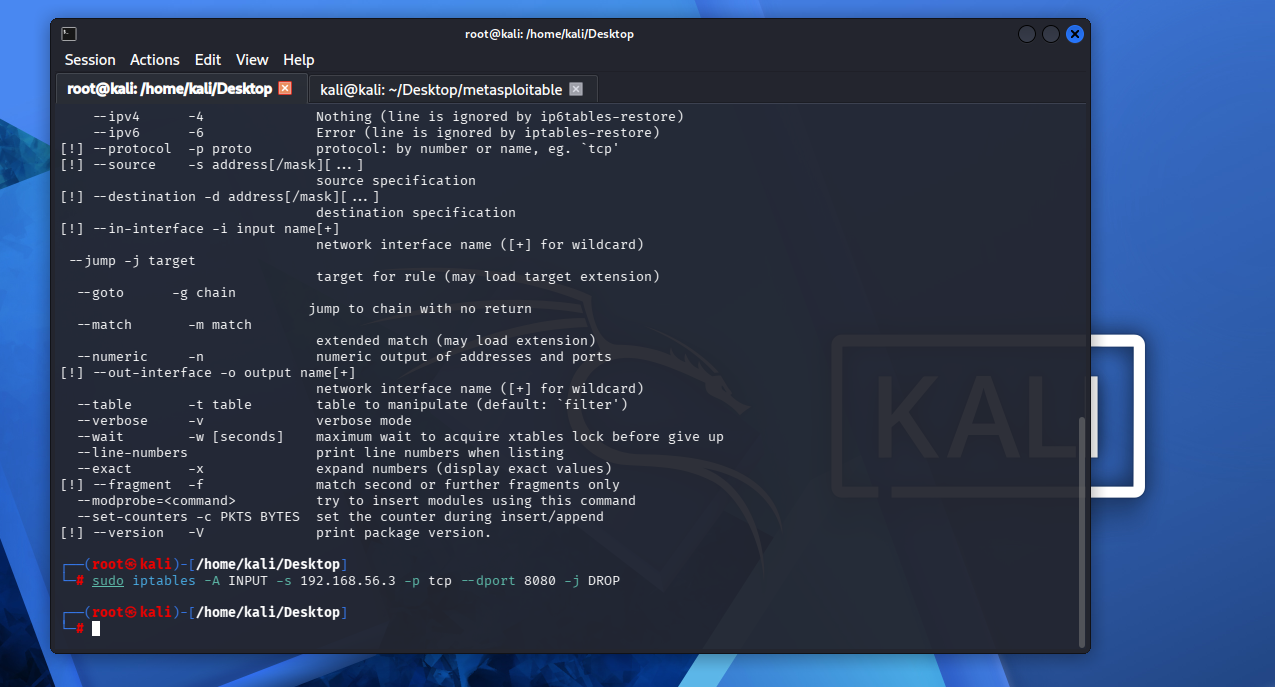 root@kali: /home/kali/Desktop
Session Actions Edit View Help
root@kali: /home/kali/Desktop kali@kali: ~/Desktop/metasploitable
    --ipv4      -4              Nothing (line is ignored by ip6tables-restore)
    --ipv6      -6              Error (line is ignored by iptables-restore)
[!] --protocol  -p proto        protocol: by number or name, eg. `tcp'
[!] --source    -s address[/mask][...]
                                source specification
[!] --destination -d address[/mask][...]
                                destination specification
[!] --in-interface -i input name[+]
                                network interface name ([+] for wildcard)
 --jump -j target
                                target for rule (may load target extension)
  --goto      -g chain
                               jump to chain with no return
  --match       -m match
                                extended match (may load extension)
  --numeric     -n              numeric output of addresses and ports
[!] --out-interface -o output name[+]
                                network interface name ([+] for wildcard)
  --table       -t table        table to manipulate (default: `filter')
  --verbose     -v              verbose mode
  --wait        -w [seconds]    maximum wait to acquire xtables lock before give up
  --line-numbers                print line numbers when listing
  --exact       -x              expand numbers (display exact values)
[!] --fragment  -f              match second or further fragments only
  --modprobe=<command>          try to insert modules using this command
  --set-counters -c PKTS BYTES  set the counter during insert/append
[!] --version   -V              print package version.
┌──(root㉿kali)-[/home/kali/Desktop]
└─# sudo iptables -A INPUT -s 192.168.56.3 -p tcp --dport 8080 -j DROP
┌──(root㉿kali)-[/home/kali/Desktop]
└─#
KALI